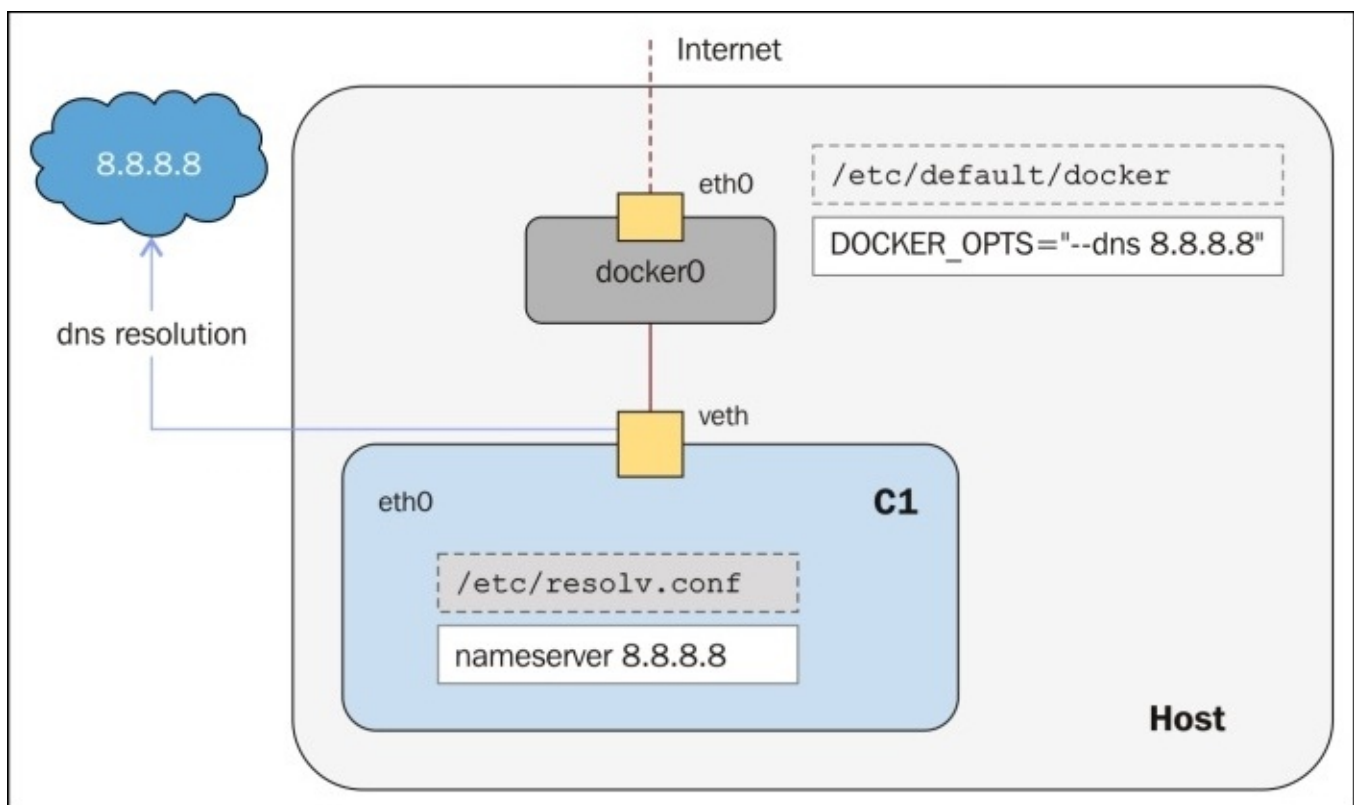 Internet
8.8.8.8
eth0
/etc/default/docker
DOCKER_OPTS="--dns 8.8.8.8"
docker0
dns resolution
veth
eth0
C1
/etc/resolv.conf
nameserver 8.8.8.8
Host